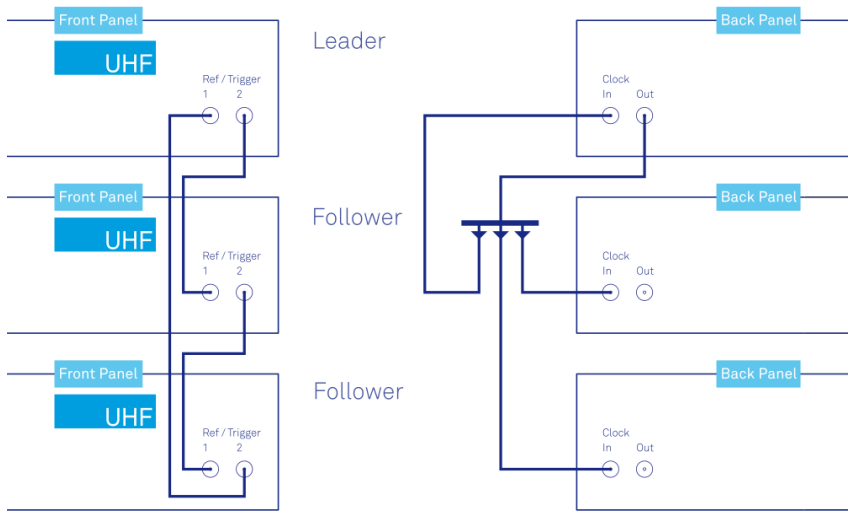 Front Panel
UHF
Ref / Trigger
1 2
Leader
Back Panel
Clock
In Out
Front Panel
UHF
Ref / Trigger
1 2
Follower
Back Panel
Clock
In Out
Front Panel
UHF
Ref / Trigger
1 2
Follower
Back Panel
Clock
In Out